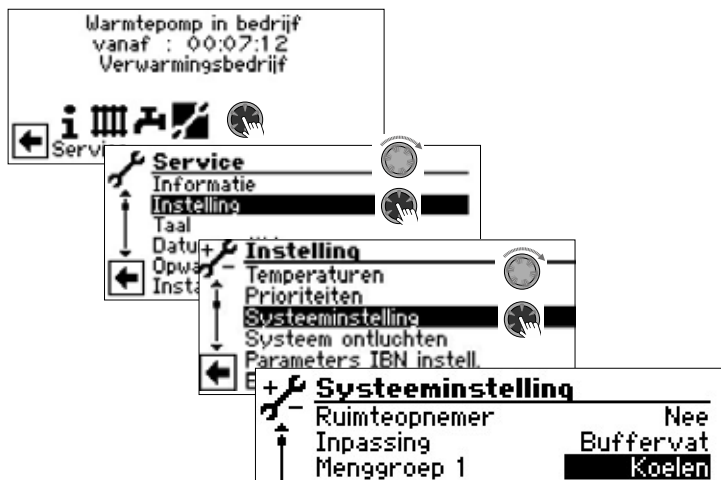 Warmtepomp in bedrijf
vanaf : 00:07:12
Verwarmingsbedrijf
Service
Informatie
Instelling
Taal
Instelling
Temperaturen
Prioriteiten
Systeeminstelling
Systeem ontluchten
Parameters IBN instell.
Systeeminstelling
Ruimteopnemer Nee
Inpassing Buffervat
Menggroep 1 Koelen